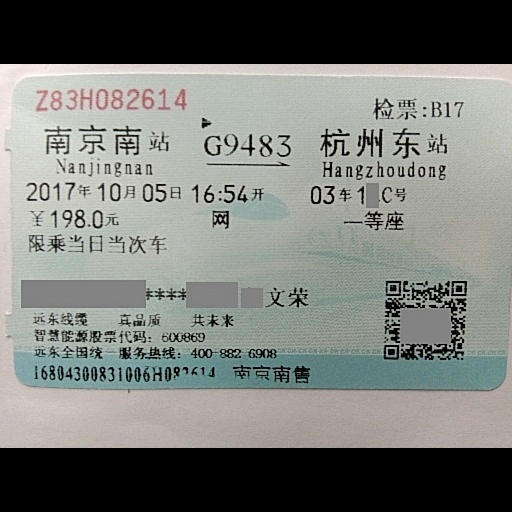 Z83H082614
检票:B17
南京南站 G9483 杭州东站
Nanjingnan Hangzhoudong
2017年10月05日 16:54开 03车1 C号
￥198.0元 网 一等座
限乘当日当次车
**** 文荣
远东线缆 真品质 共未来
智慧能源股票代码: 600869
远东全国统一服务热线: 400-882-6908
16804300831006H082614 南京南售